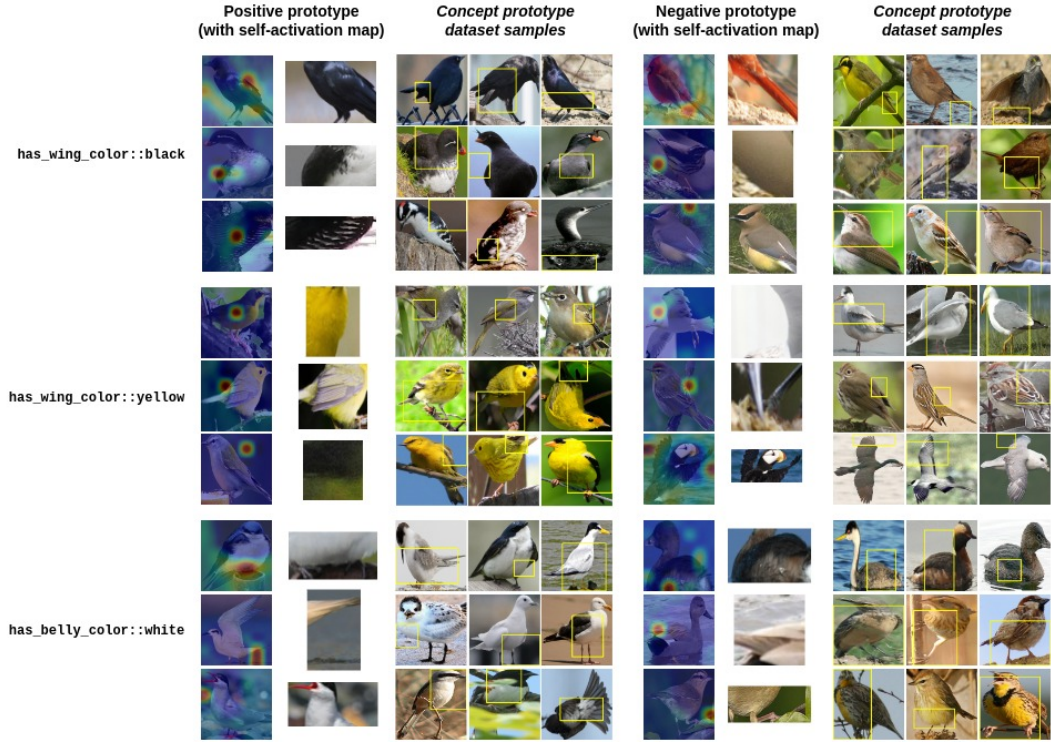 Positive prototype
(with self-activation map)
Concept prototype
dataset samples
Negative prototype
(with self-activation map)
Concept prototype
dataset samples
has_wing_color::black
has_wing_color::yellow
has_belly_color::white